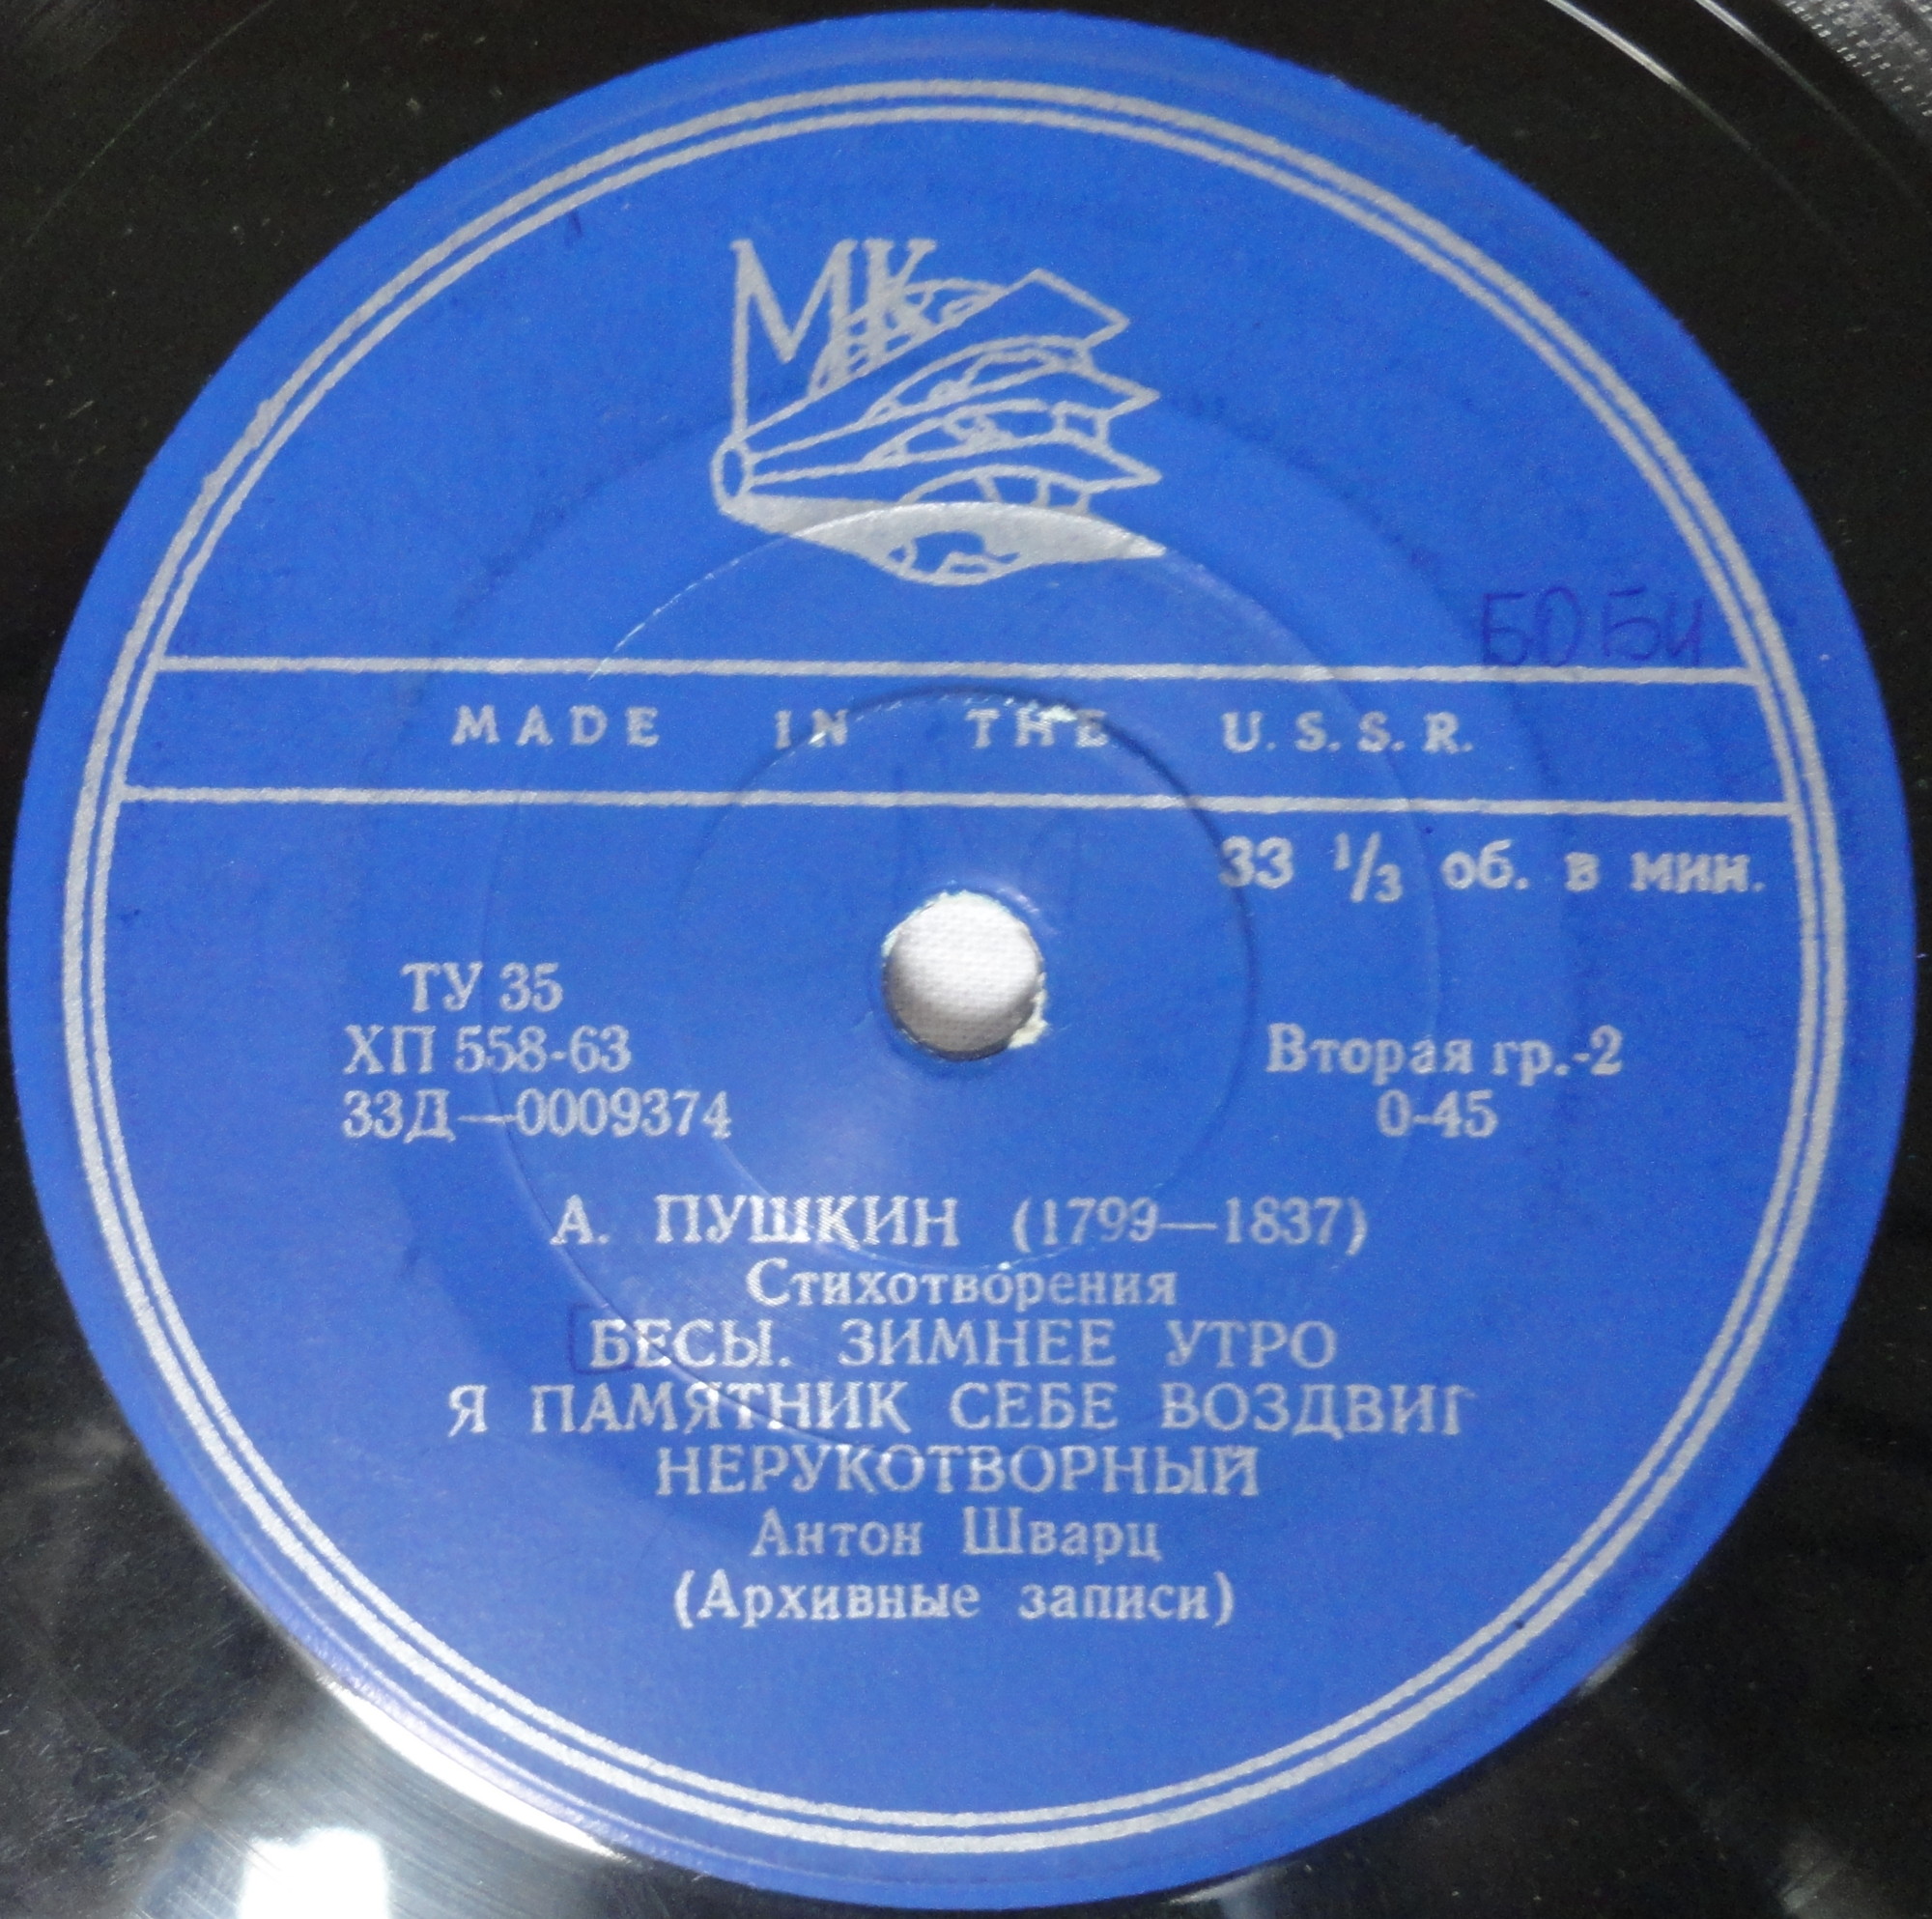 МК
БОБИ
MADE IN THE U.S.S.R.
33 1/3 об. в мин.
ТУ 35
ХП 558-63
33Д—0009374
Вторая гр.-2
0-45
А. ПУШКИН (1799—1837)
Стихотворения
БЕСЫ. ЗИМНЕЕ УТРО
Я ПАМЯТНИК СЕБЕ ВОЗДВИГ
НЕРУКОТВОРНЫЙ
Антон Шварц
(Архивные записи)